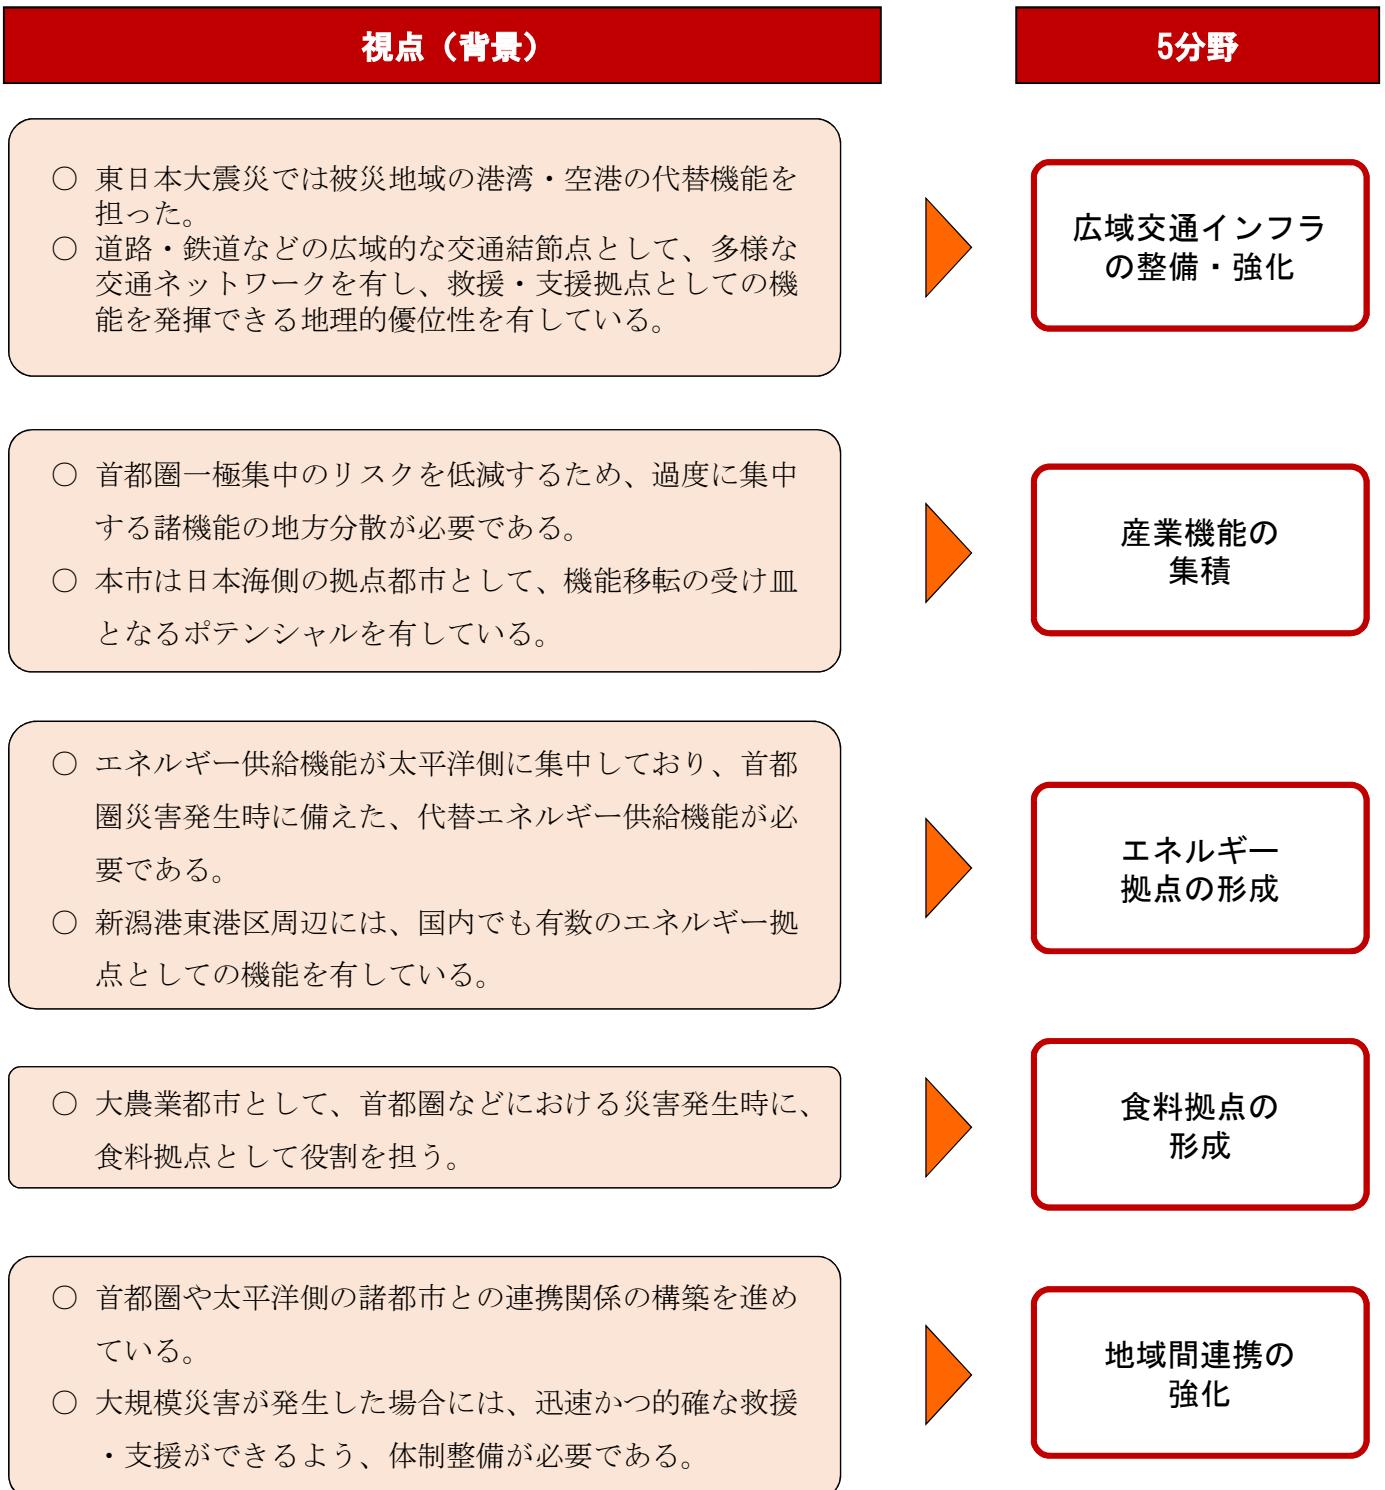 視点（背景）
5分野
○ 東日本大震災では被災地域の港湾・空港の代替機能を
担った。
○ 道路・鉄道などの広域的な交通結節点として、多様な
交通ネットワークを有し、救援・支援拠点としての機
能を発揮できる地理的優位性を有している。
広域交通インフラ
の整備・強化
○ 首都圏一極集中のリスクを低減するため、過度に集中
する諸機能の地方分散が必要である。
○ 本市は日本海側の拠点都市として、機能移転の受け皿
となるポテンシャルを有している。
産業機能の
集積
○ エネルギー供給機能が太平洋側に集中しており、首都
圏災害発生時に備えた、代替エネルギー供給機能が必
要である。
○ 新潟港東港区周辺には、国内でも有数のエネルギー拠
点としての機能を有している。
エネルギー
拠点の形成
○ 大農業都市として、首都圏などにおける災害発生時に、
食料拠点として役割を担う。
食料拠点の
形成
○ 首都圏や太平洋側の諸都市との連携関係の構築を進め
ている。
○ 大規模災害が発生した場合には、迅速かつ的確な救援
・支援ができるよう、体制整備が必要である。
地域間連携の
強化